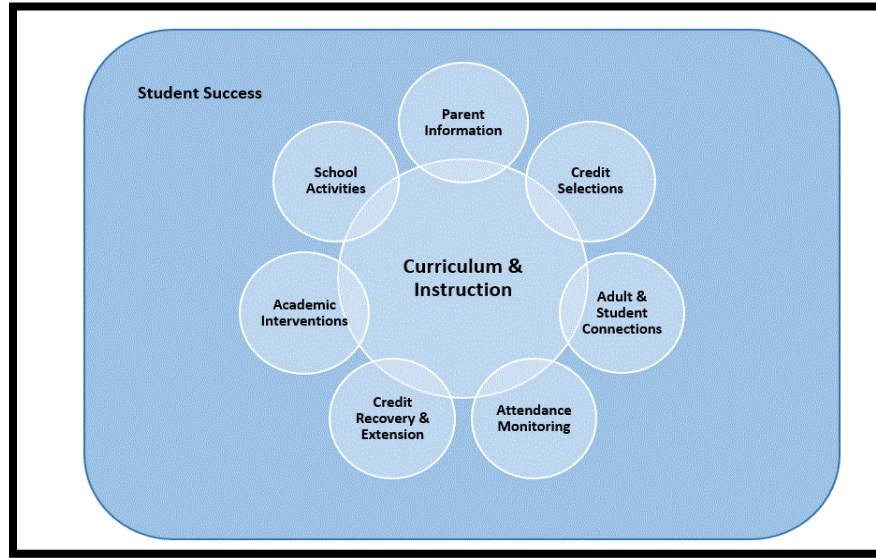 Student Success
Parent
Information
Credit
Selections
Adult &
Student
Connections
Attendance
Monitoring
Credit
Recovery &
Extension
Academic
Interventions
School
Activities
Curriculum &
Instruction